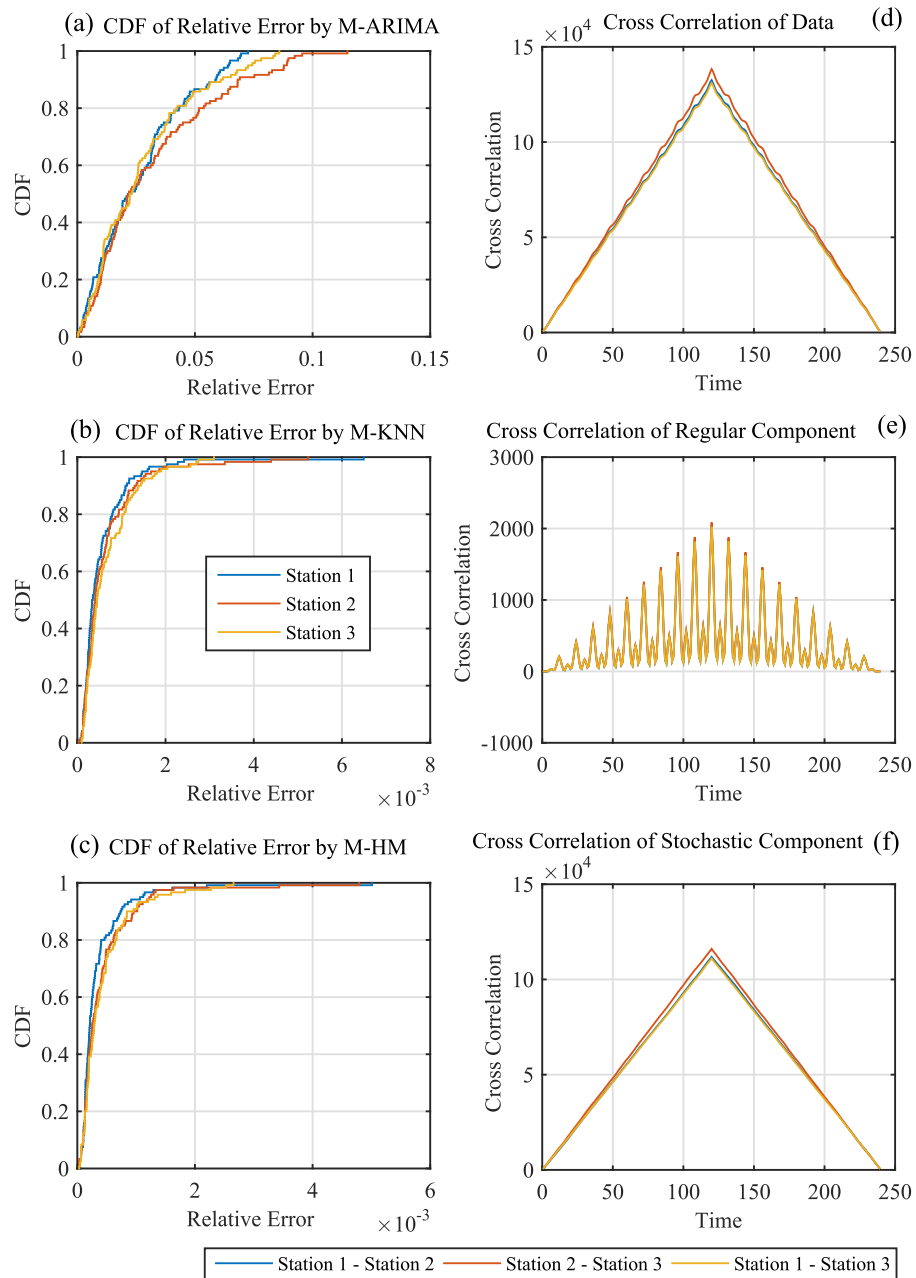 (a) CDF of Relative Error by M-ARIMA
1
0.8
0.6
0.4
0.2
0
CDF
0 0.05 0.1 0.15
Relative Error
(b) CDF of Relative Error by M-KNN
1
0.8
0.6
0.4
0.2
0
CDF
Station 1
Station 2
Station 3
0 2 4 6 8
Relative Error ×10-3
(c) CDF of Relative Error by M-HM
1
0.8
0.6
0.4
0.2
0
CDF
0 2 4 6
Relative Error ×10-3
Cross Correlation of Data (d)
×104
15
10
5
0
Cross Correlation
0 50 100 150 200 250
Time
Cross Correlation of Regular Component (e)
3000
2000
1000
0
-1000
Cross Correlation
0 50 100 150 200 250
Time
Cross Correlation of Stochastic Component (f)
×104
15
10
5
0
Cross Correlation
0 50 100 150 200 250
Time
Station 1 - Station 2 Station 2 - Station 3 Station 1 - Station 3